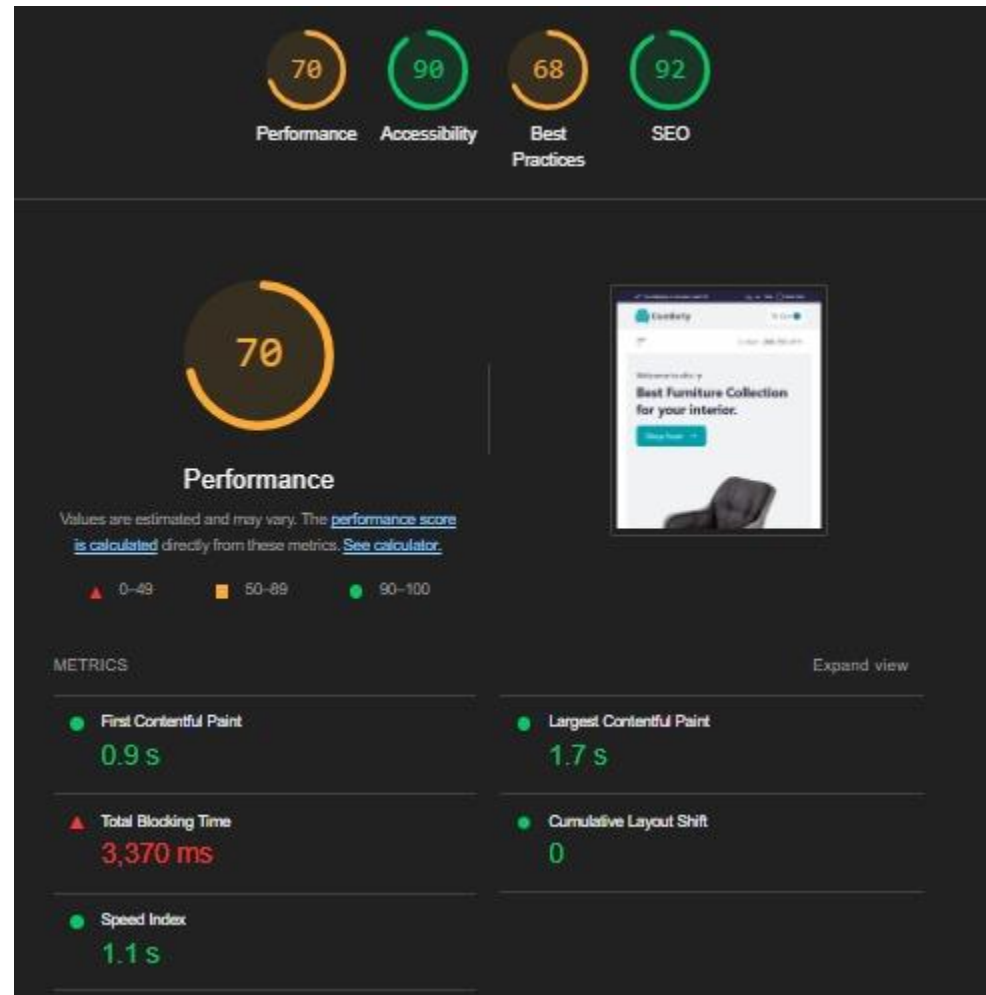 70
90
68
92
Performance
Accessibility
Best
Practices
SEO
70
Performance
Values are estimated and may vary. The performance score
is calculated directly from these metrics. See calculator.
0–49
50–89
90–100
Best Furniture Collection
for your interior.
METRICS
Expand view
First Contentful Paint
0.9 s
Largest Contentful Paint
1.7 s
Total Blocking Time
3,370 ms
Cumulative Layout Shift
0
Speed Index
1.1 s